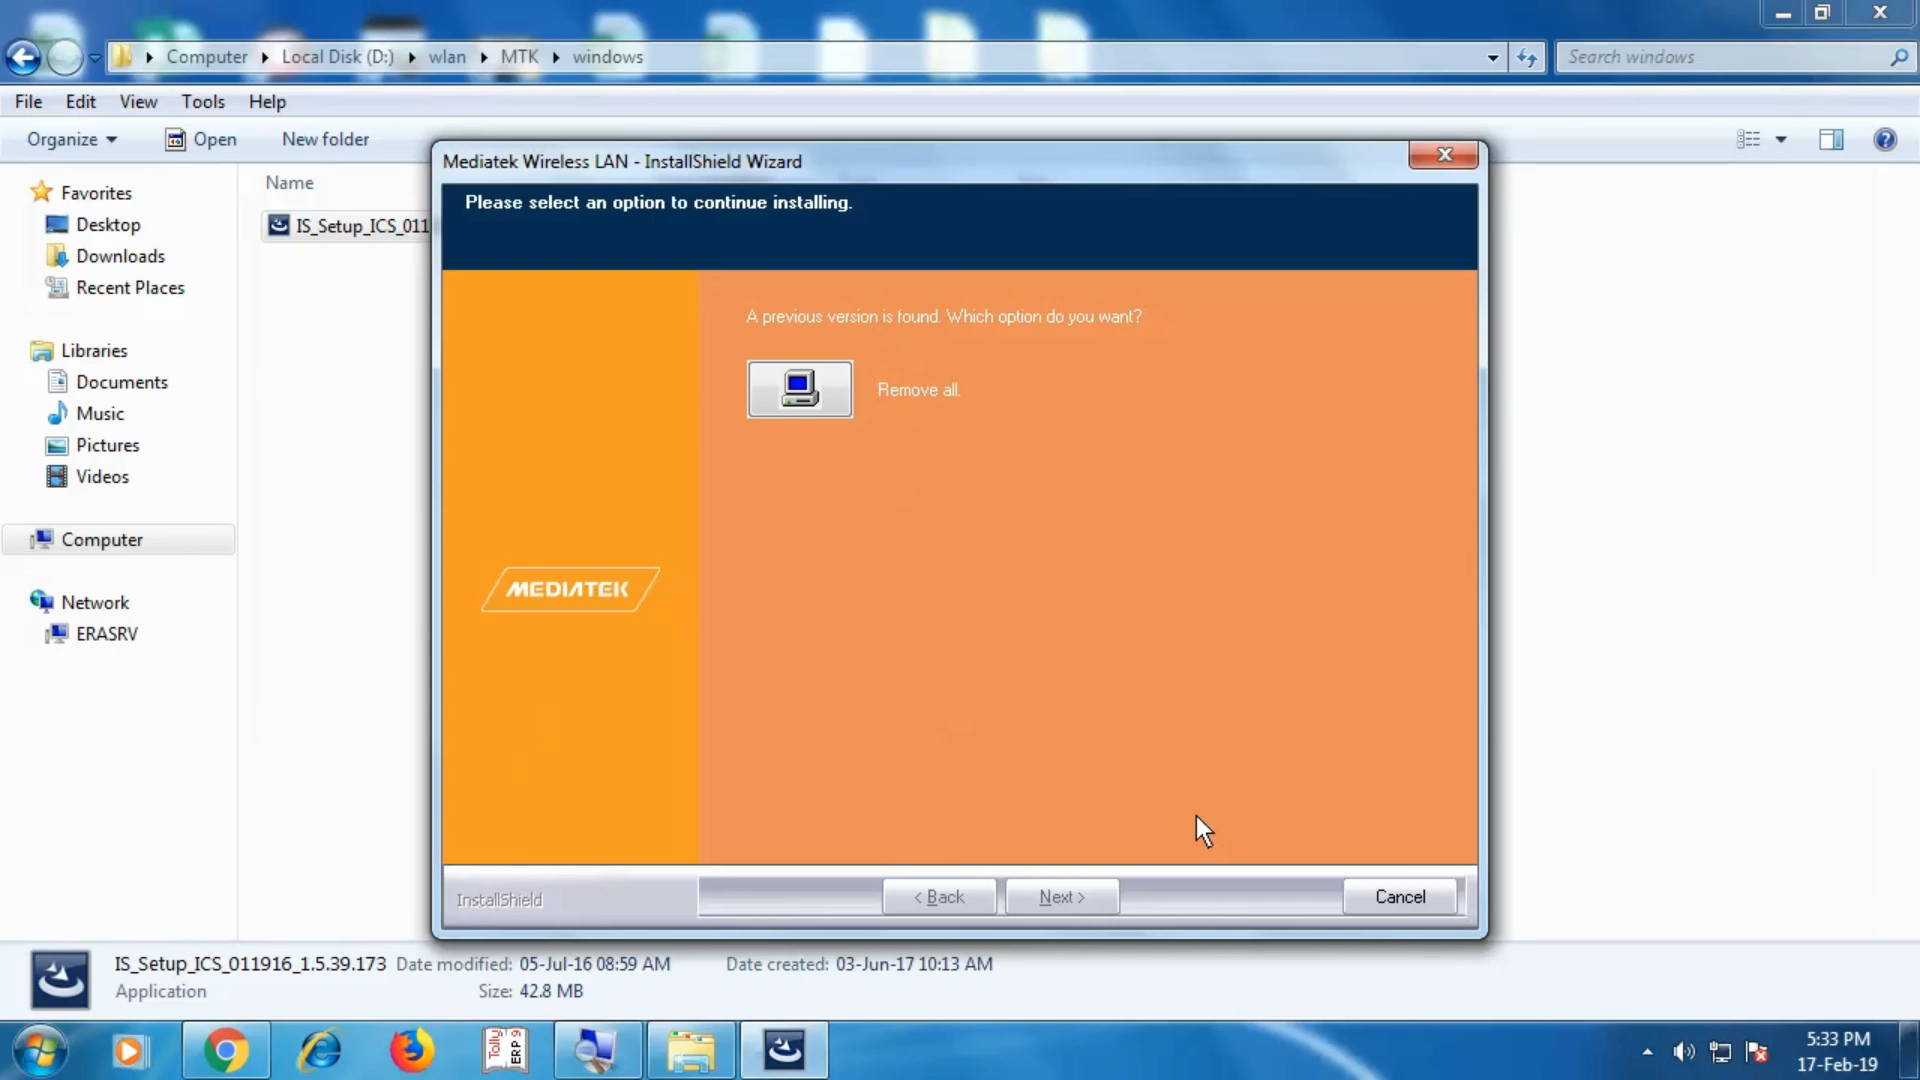 Computer Local Disk (D:) wlan MTK windows
Search windows
File Edit View Tools Help
Organize Open New folder
Mediatek Wireless LAN - InstallShield Wizard
Please select an option to continue installing.
Favorites
Desktop
Downloads
Recent Places
Libraries
Documents
Music
Pictures
Videos
Computer
Network
ERASRV
Name
IS_Setup_ICS_011
A previous version is found. Which option do you want?
Remove all.
MEDIATEK
InstallShield
< Back Next > Cancel
IS_Setup_ICS_011916_1.5.39.173 Date modified: 05-Jul-16 08:59 AM Date created: 03-Jun-17 10:13 AM
Application Size: 42.8 MB
Tally
ERP 9
5:33 PM
17-Feb-19